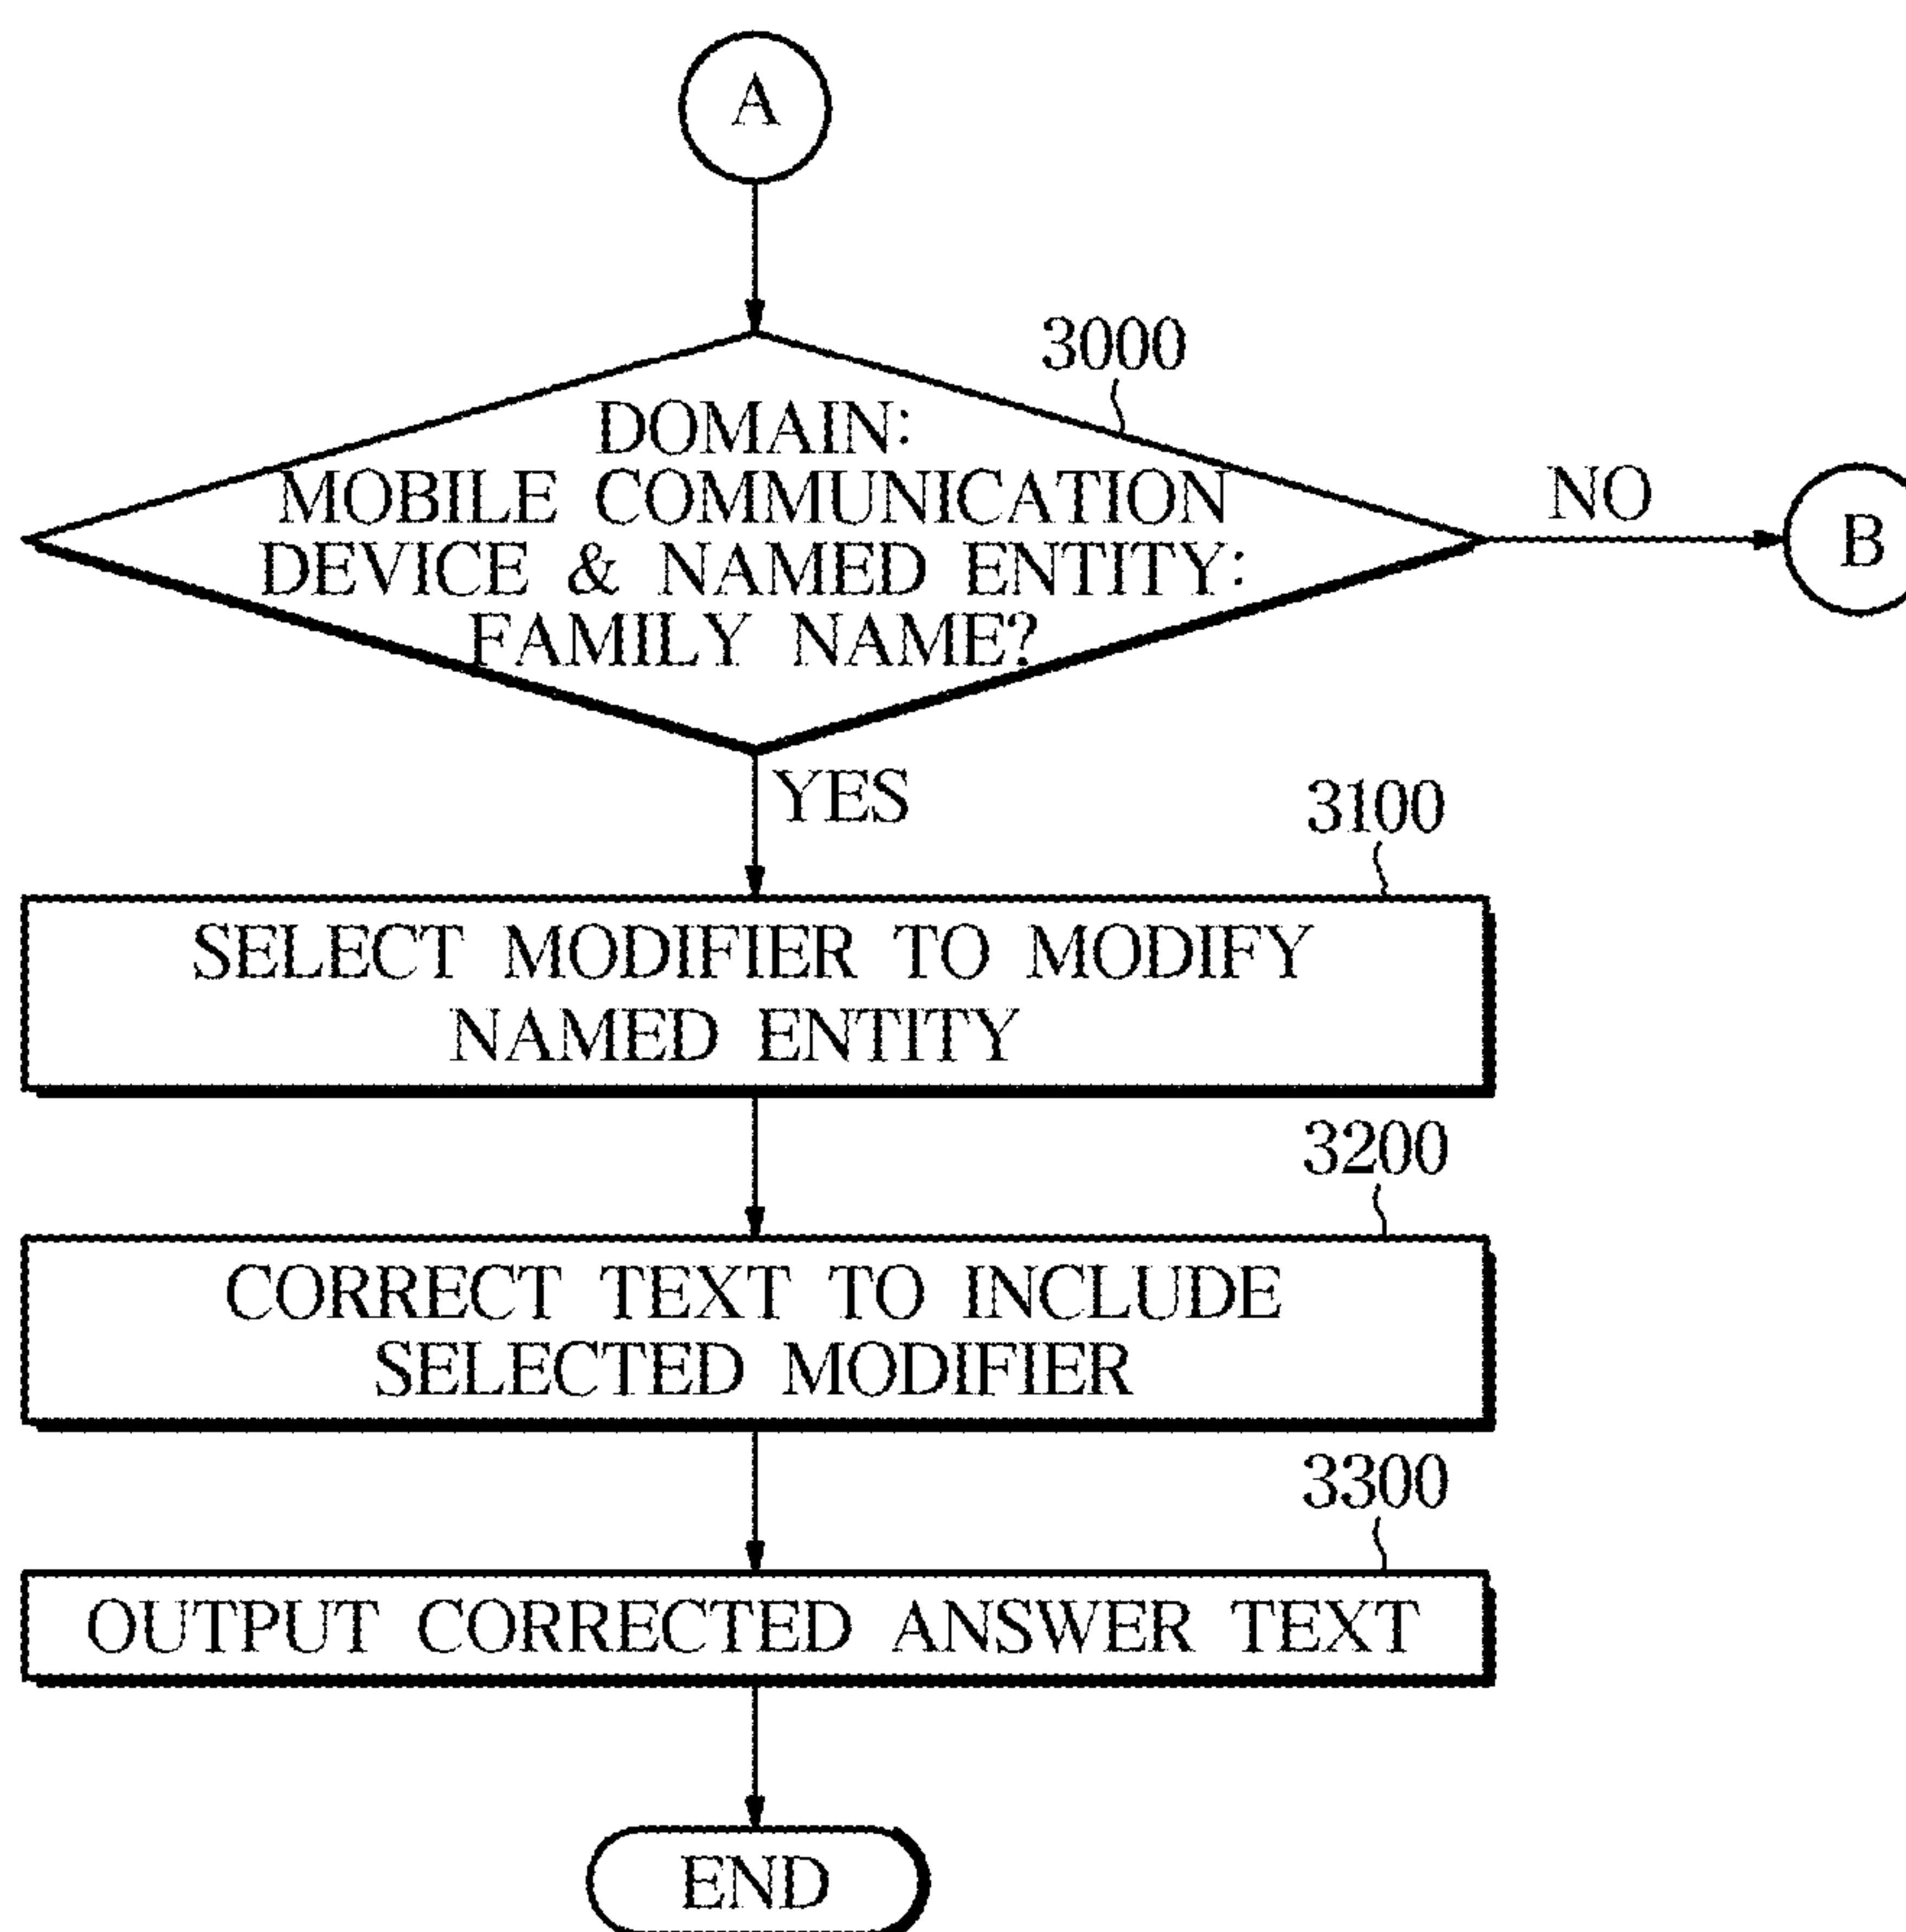 A
3000
DOMAIN:
MOBILE COMMUNICATION
DEVICE & NAMED ENTITY:
FAMILY NAME?
NO
B
YES
3100
SELECT MODIFIER TO MODIFY
NAMED ENTITY
3200
CORRECT TEXT TO INCLUDE
SELECTED MODIFIER
3300
OUTPUT CORRECTED ANSWER TEXT
END